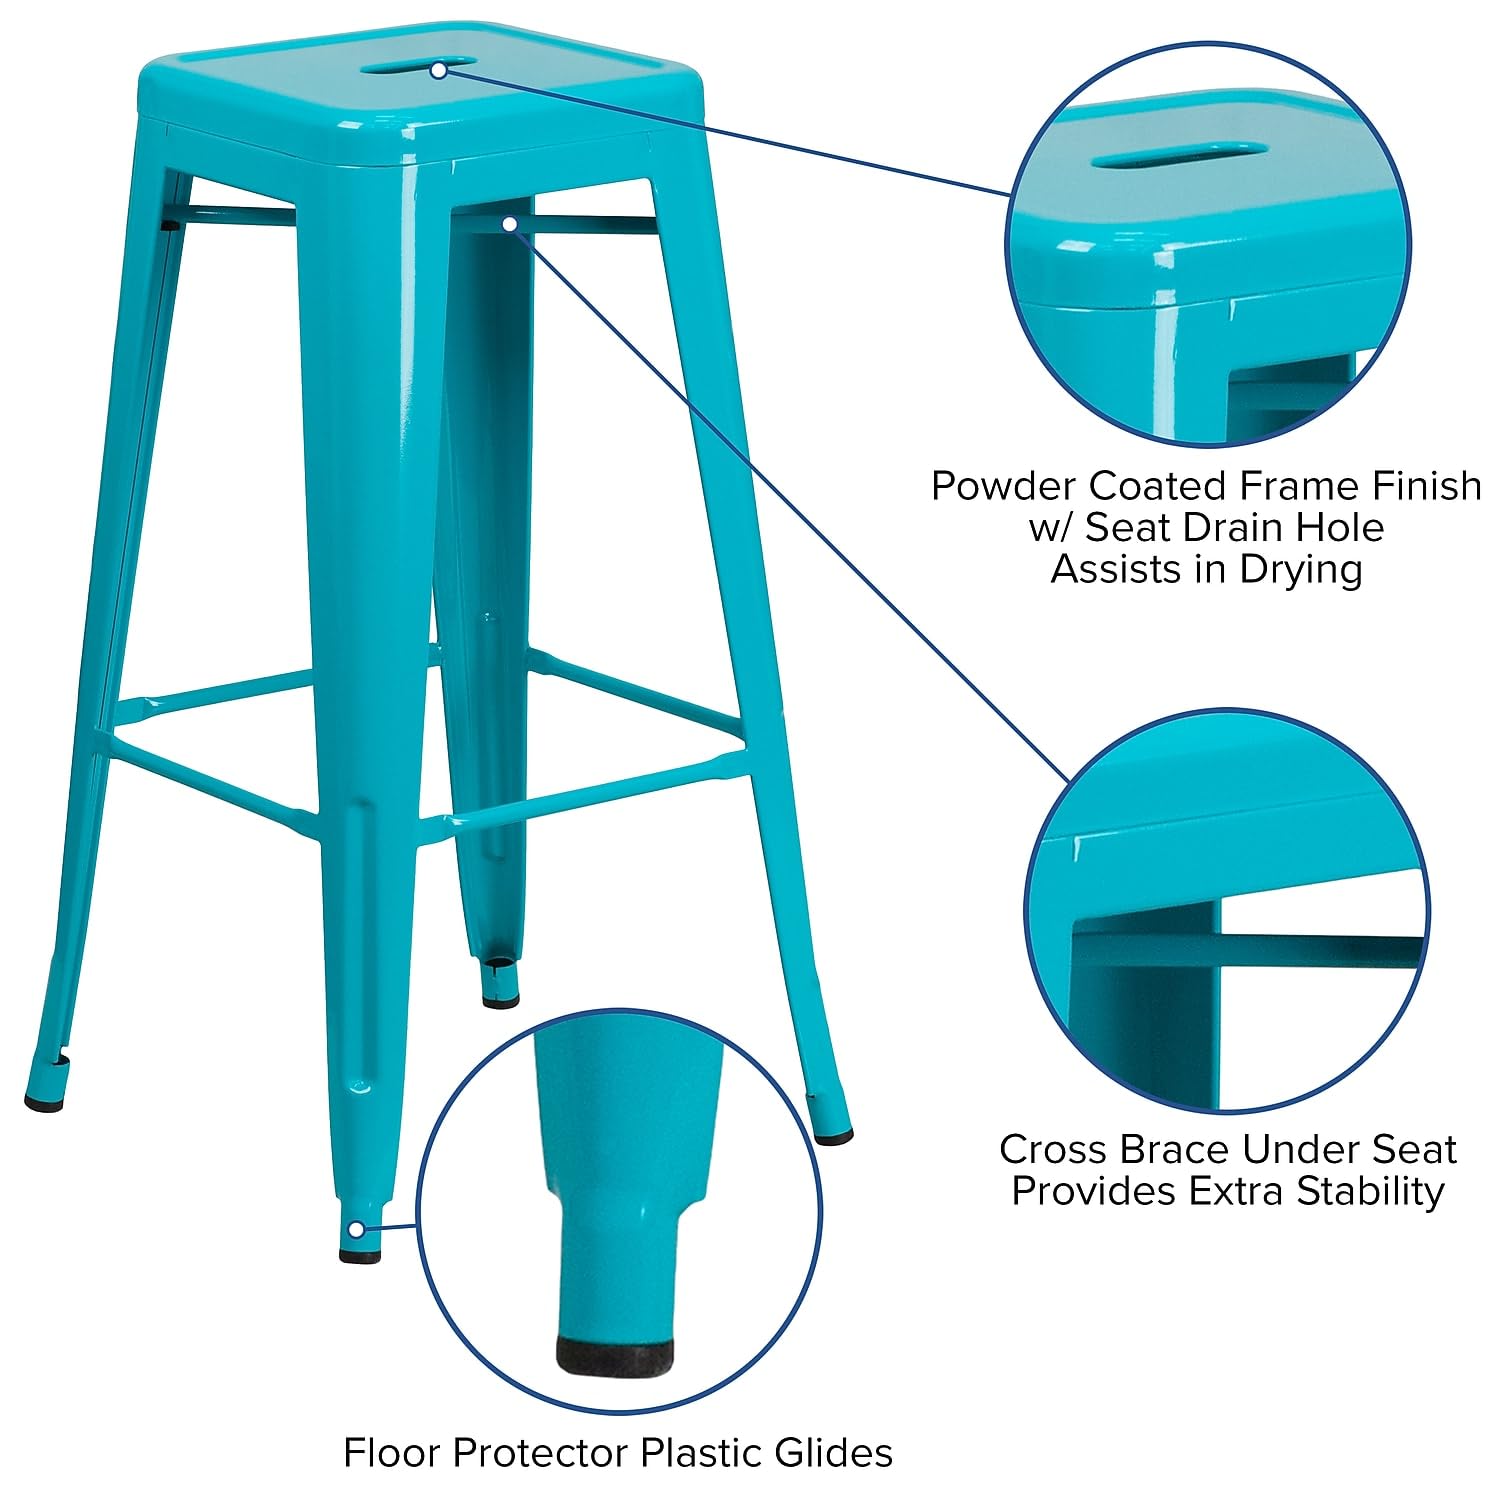 Powder Coated Frame Finish
w/ Seat Drain Hole
Assists in Drying
Cross Brace Under Seat
Provides Extra Stability
Floor Protector Plastic Glides